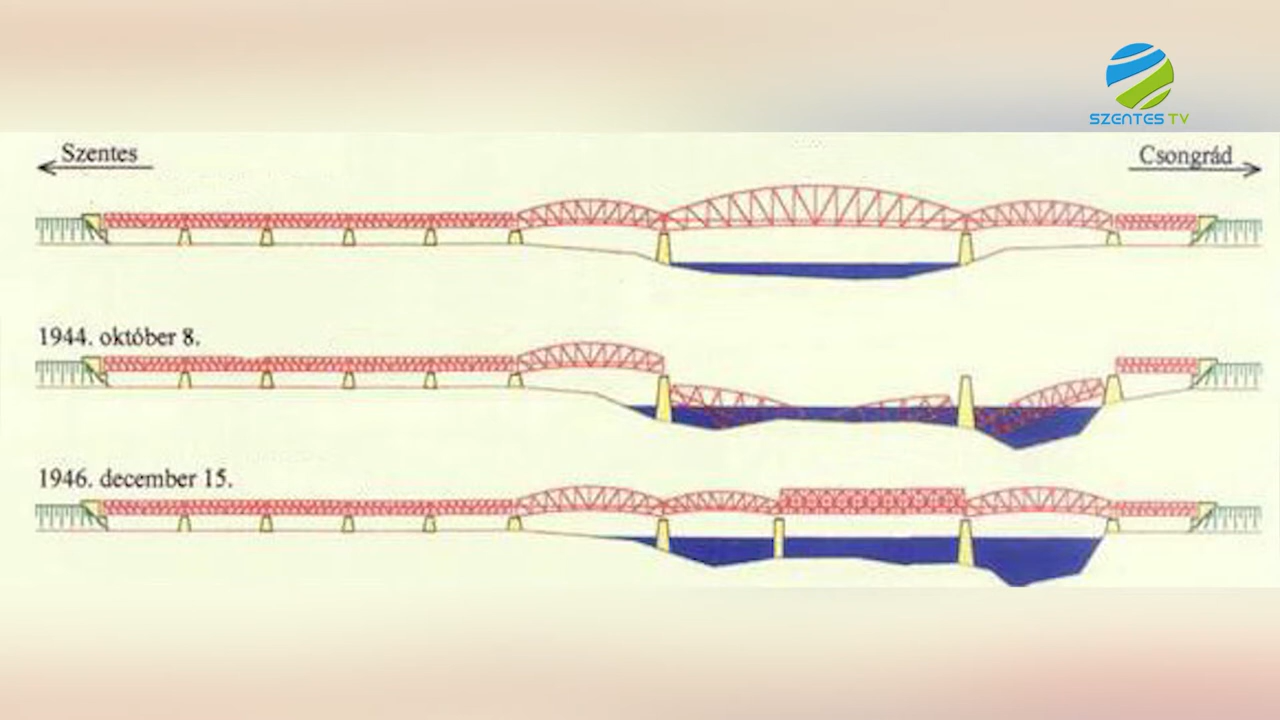 SZENTES TV
Szentes
Csongrád
1944. október 8.
1946. december 15.